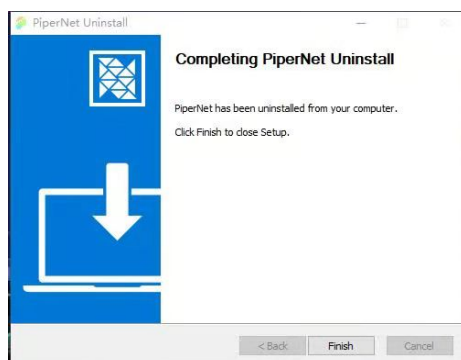 PiperNet Uninstall
Completing PiperNet Uninstall
PiperNet has been uninstalled from your computer.
Click Finish to close Setup.
< Back
Finish
Cancel